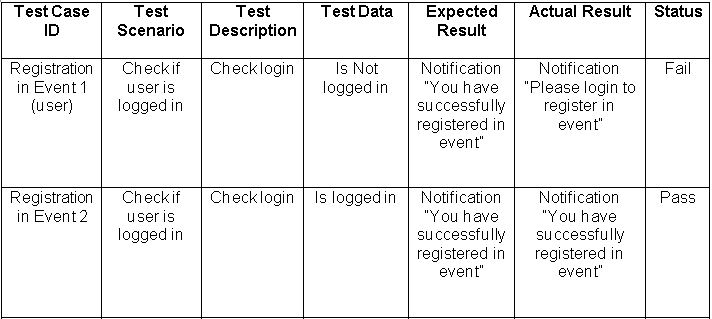 Test Case ID | Test Scenario | Test Description | Test Data | Expected Result | Actual Result | Status
Registration in Event 1 (user) | Check if user is logged in | Check login | Is Not logged in | Notification “You have successfully registered in event” | Notification “Please login to register in event” | Fail
Registration in Event 2 | Check if user is logged in | Check login | Is logged in | Notification “You have successfully registered in event” | Notification “You have successfully registered in event” | Pass